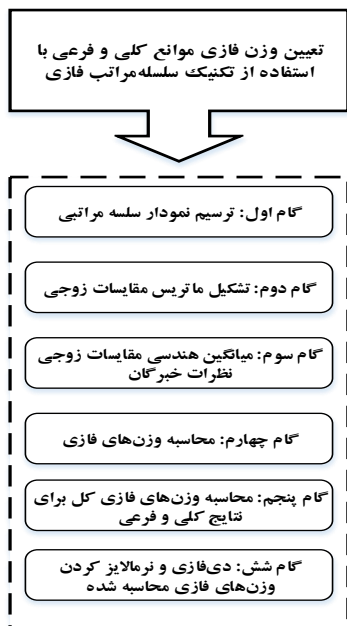 تعیین وزن فازی موانع کلی و فرعی با
استفاده از تکنیک سلسله‌مراتب فازی
گام اول: ترسیم نمودار سلسه مراتبی
گام دوم: تشکیل ماتریس مقایسات زوجی
گام سوم: میانگین هندسی مقایسات زوجی
نظرات خبرگان
گام چهارم: محاسبه وزن‌های فازی
گام پنجم: محاسبه وزن‌های فازی کل برای
نتایج کلی و فرعی
گام شش: دی‌فازی و نرمالایز کردن
وزن‌های فازی محاسبه شده